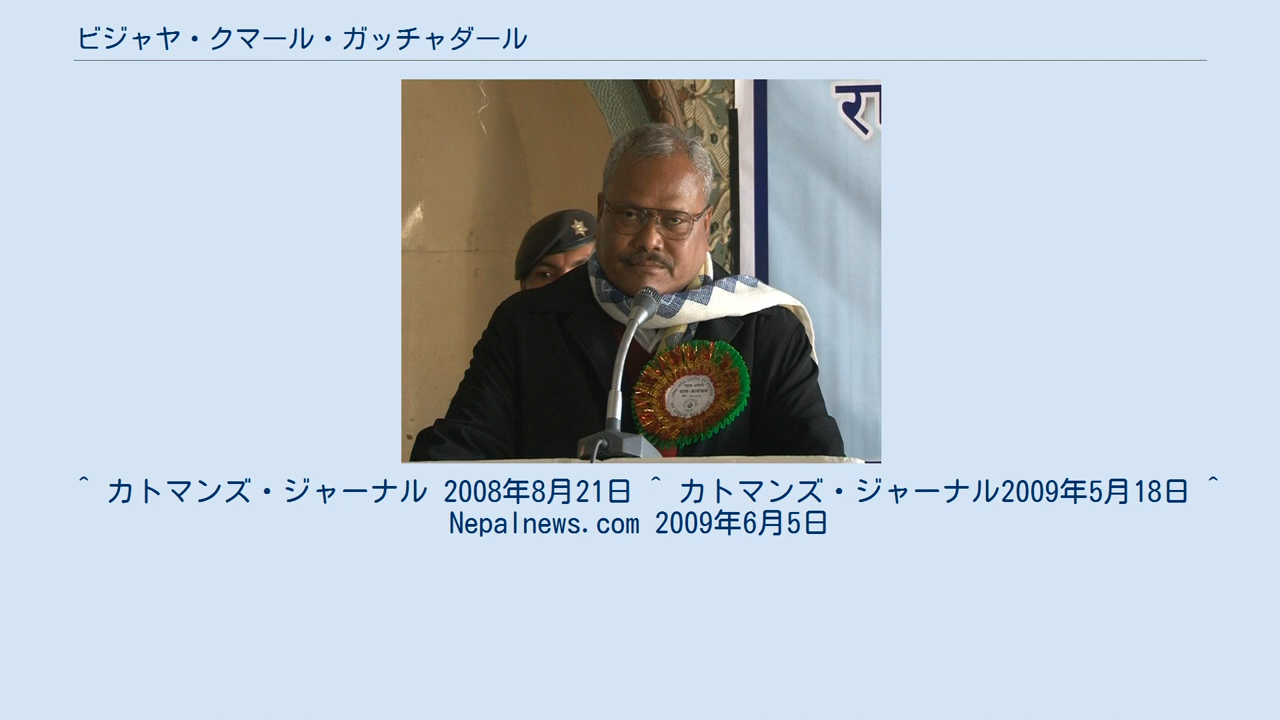 ビジャヤ・クマール・ガッチャダール
^ カトマンズ・ジャーナル 2008年8月21日 ^ カトマンズ・ジャーナル2009年5月18日 ^
Nepalnews.com 2009年6月5日